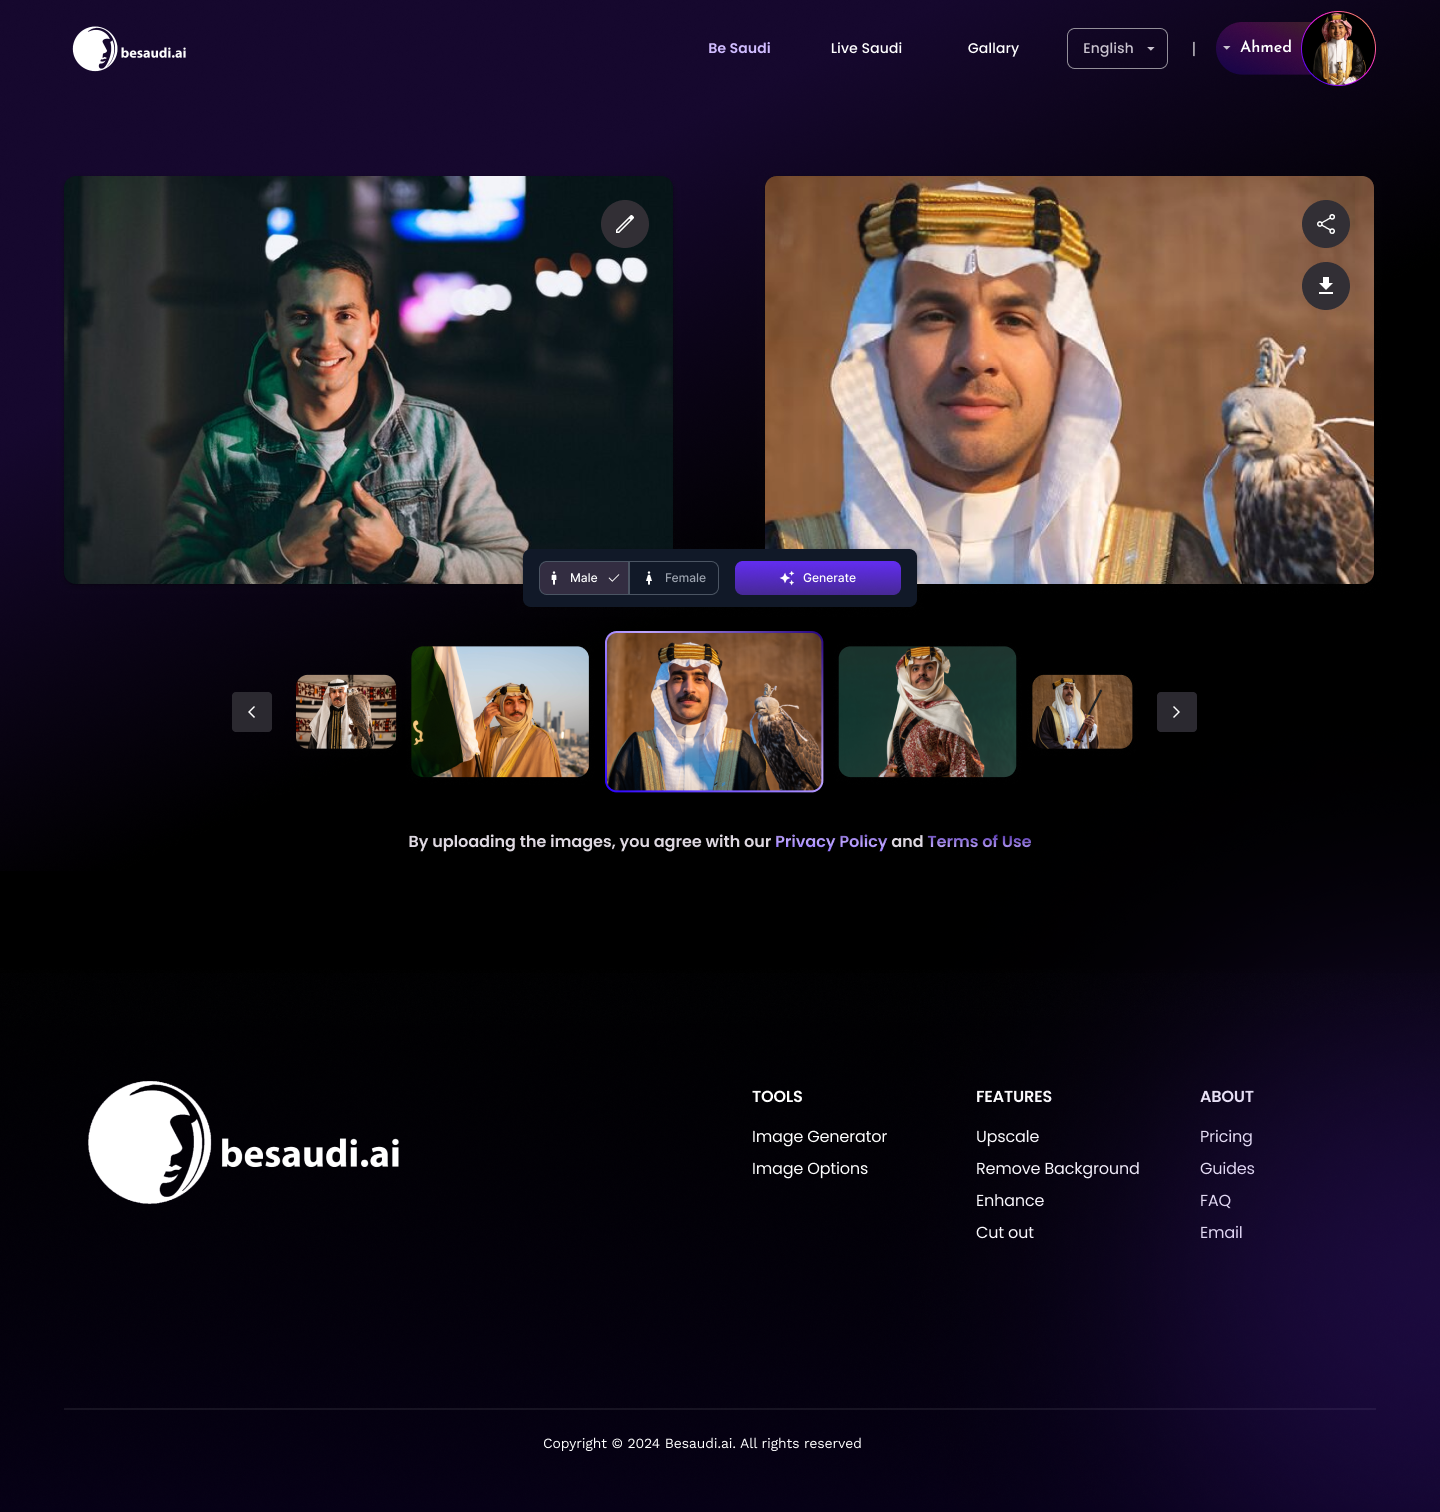 besaudi.ai
Be Saudi
Live Saudi
Gallary
English
|
Ahmed
Male
Female
Generate
By uploading the images, you agree with our Privacy Policy and Terms of Use
besaudi.ai
TOOLS
Image Generator
Image Options
FEATURES
Upscale
Remove Background
Enhance
Cut out
ABOUT
Pricing
Guides
FAQ
Email
Copyright © 2024 Besaudi.ai. All rights reserved